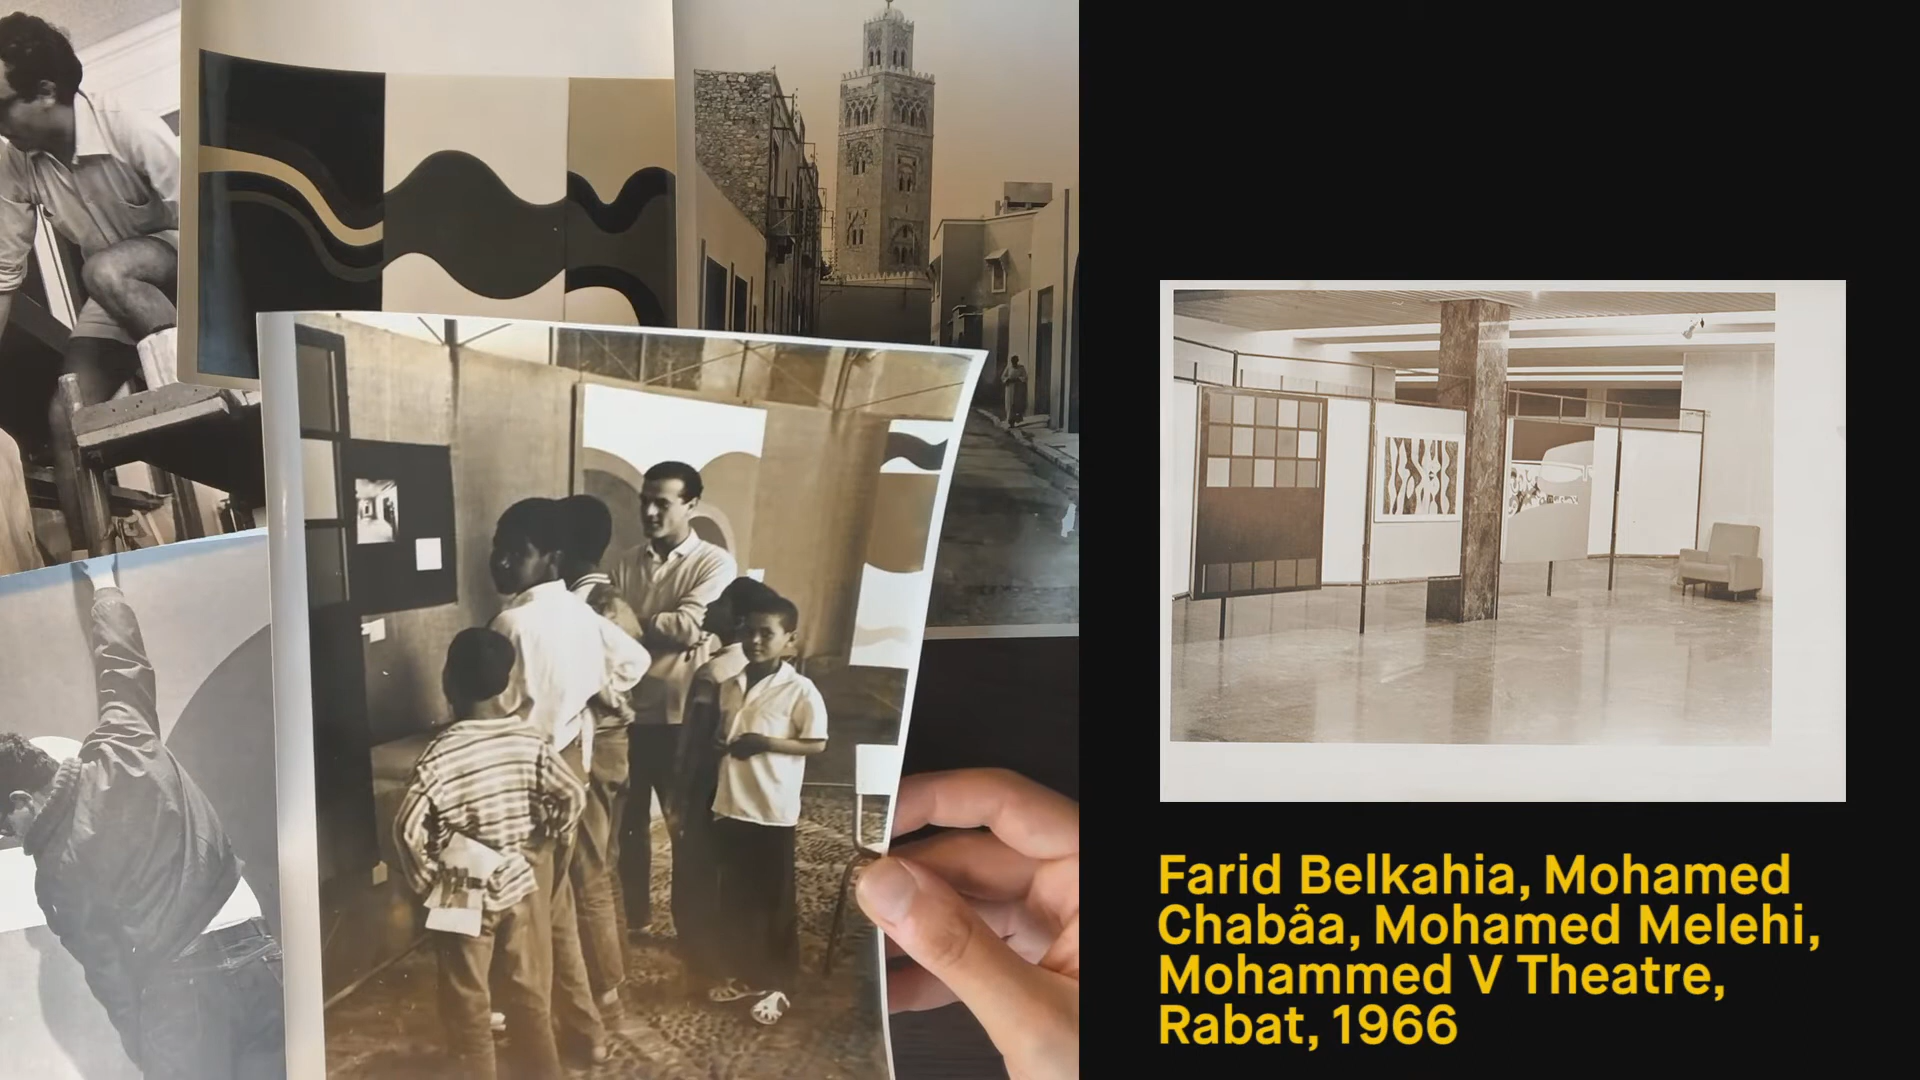 Farid Belkahia, Mohamed
Chabâa, Mohamed Melehi,
Mohammed V Theatre,
Rabat, 1966